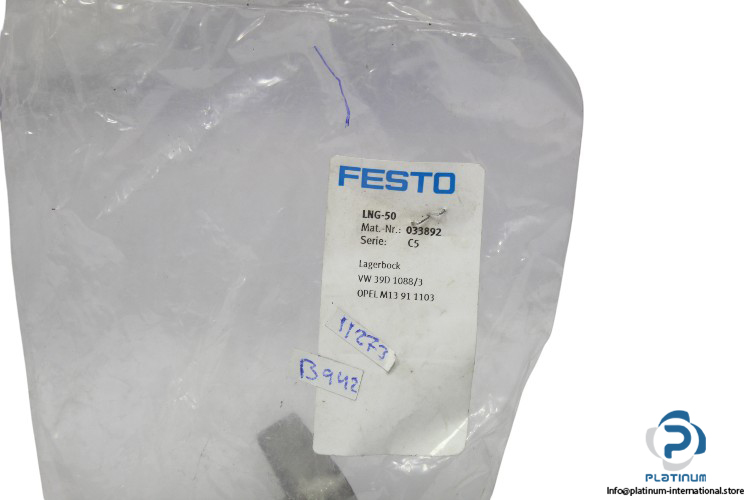 FESTO
LNG-50
Mat.-Nr.: 033892
Serie: C5
Lagerbock
VW 39D 1088/3
OPEL M13 91 1103
11273
B942
PLATINUM
Info@platinum-international.store